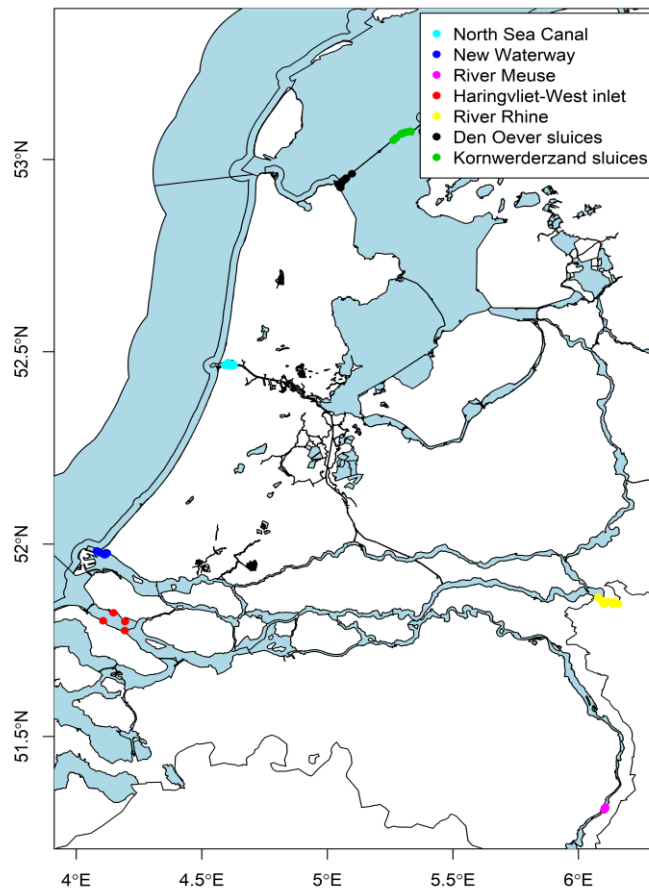 North Sea Canal
New Waterway
River Meuse
Haringvliet-West inlet
River Rhine
Den Oever sluices
Kornwerderzand sluices
53°N
52.5°N
52°N
51.5°N
4°E
4.5°E
5°E
5.5°E
6°E